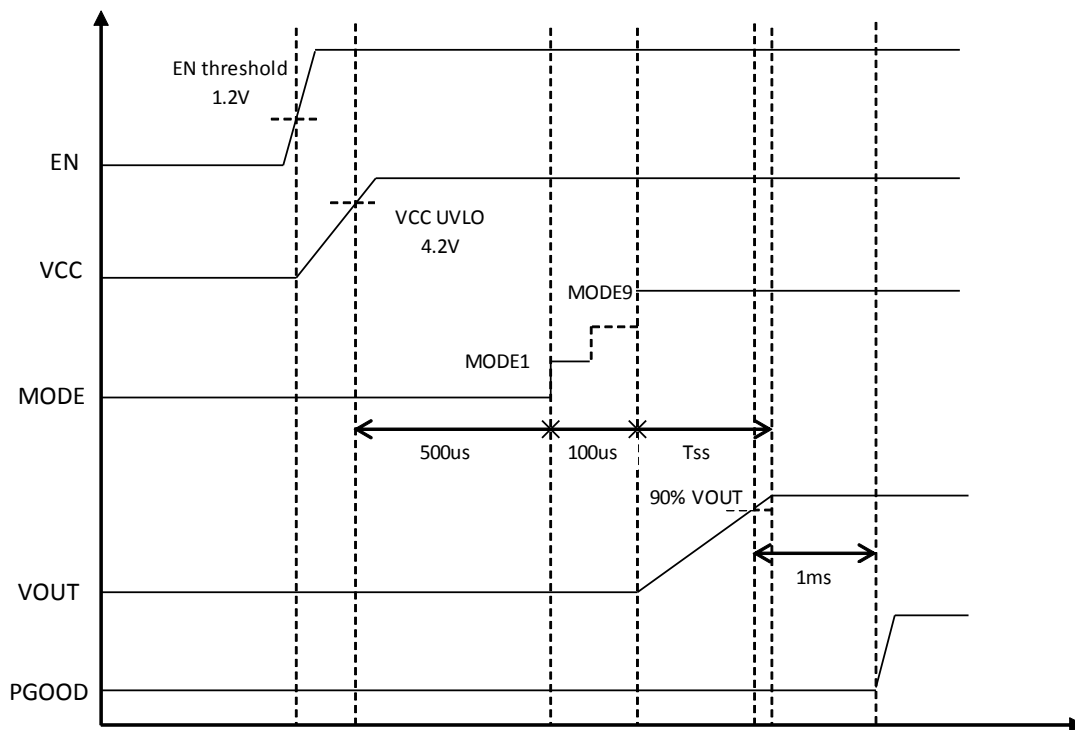 EN threshold
1.2V
EN
VCC UVLO
4.2V
VCC
MODE9
MODE1
MODE
500us
100us
Tss
90% VOUT
1ms
VOUT
PGOOD